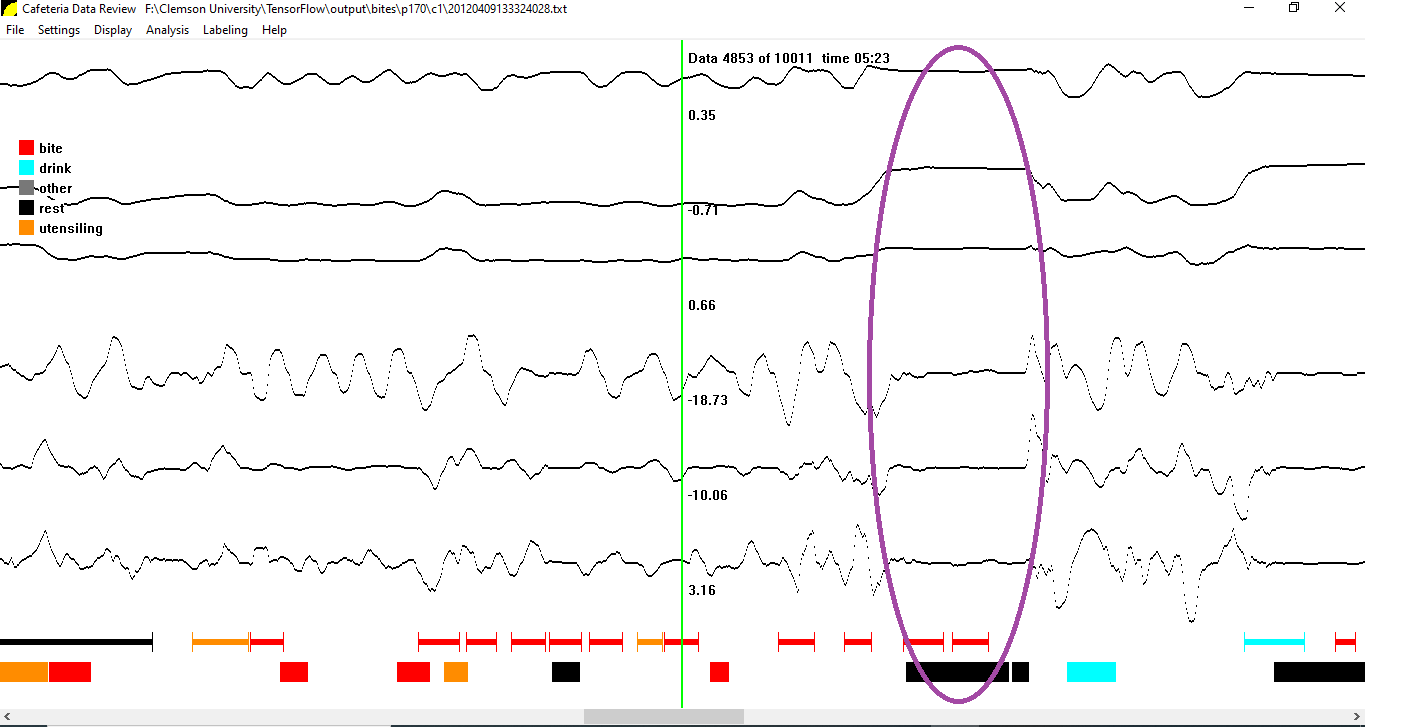 Cafeteria Data Review F:\Clemson University\TensorFlow\output\bites\p170\c1\20120409133324028.txt
File Settings Display Analysis Labeling Help
Data 4853 of 10011 time 05:23
0.35
bite
drink
other
rest
utensiling
-0.71
0.66
-18.73
-10.06
3.16